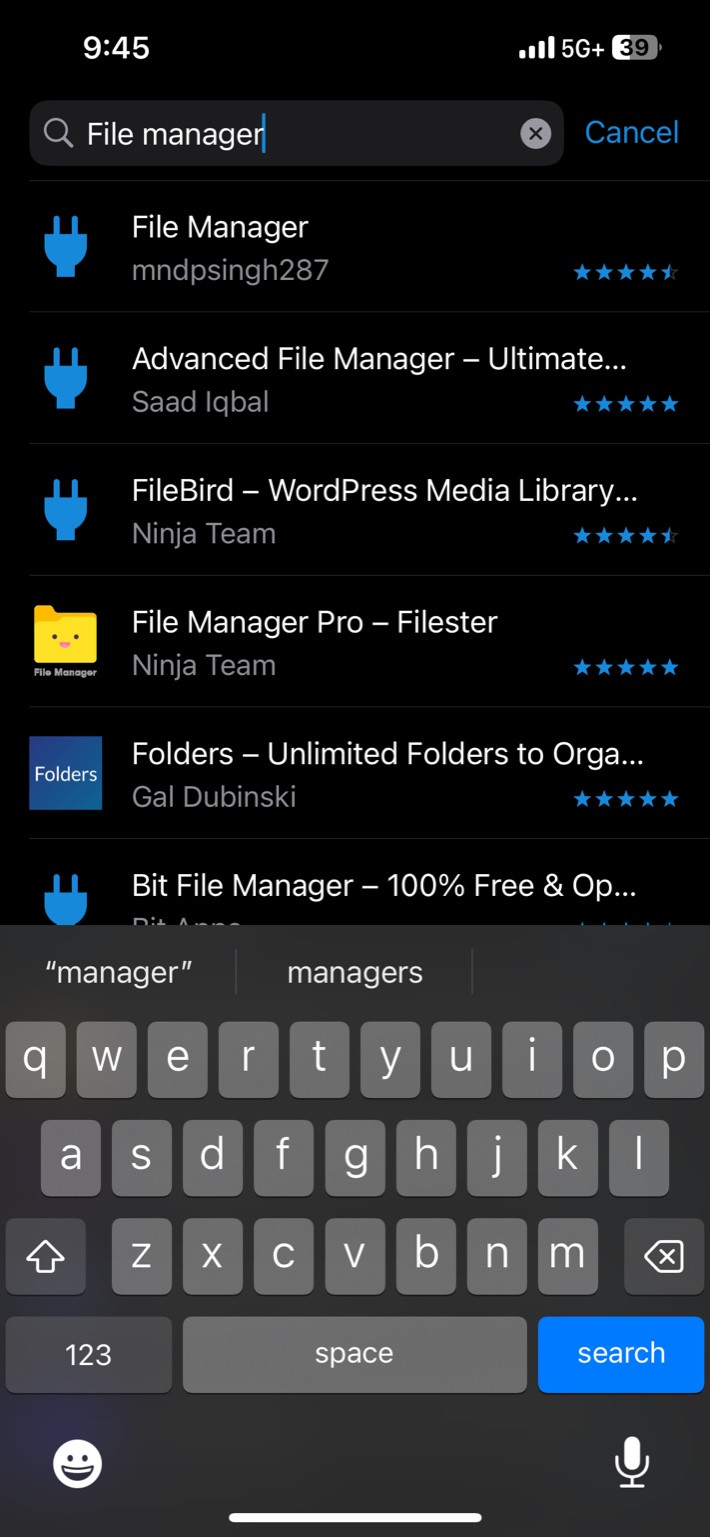 9:45
5G+ 39
File manager
Cancel
File Manager
mndpsingh287
Advanced File Manager – Ultimate...
Saad Iqbal
FileBird – WordPress Media Library...
Ninja Team
File Manager Pro – Filester
Ninja Team
File Manager
Folders – Unlimited Folders to Orga...
Gal Dubinski
Folders
Bit File Manager – 100% Free & Op...
Bit Apps
“manager”
managers
q w e r t y u i o p
a s d f g h j k l
z x c v b n m
123
space
search